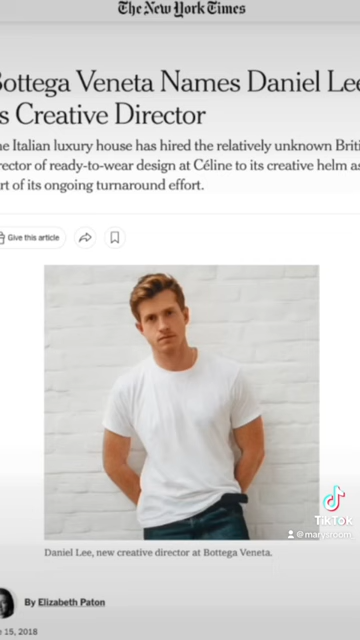 The New York Times
Bottega Veneta Names Daniel Lee
s Creative Director
he Italian luxury house has hired the relatively unknown Briti
rector of ready-to-wear design at Céline to its creative helm as
rt of its ongoing turnaround effort.
Give this article
Daniel Lee, new creative director at Bottega Veneta.
TikTok
@marysroom
By Elizabeth Paton
e 15, 2018